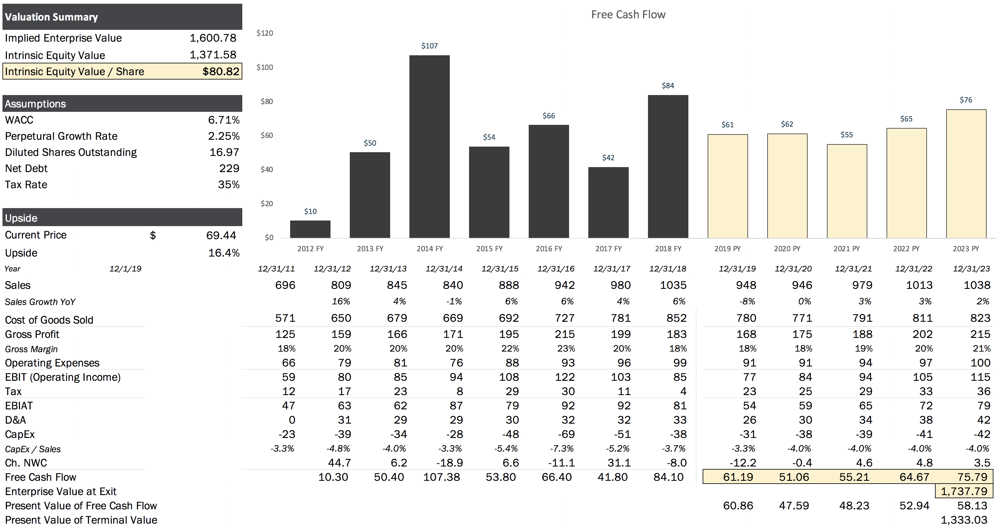 Valuation Summary
Implied Enterprise Value 1,600.78
Intrinsic Equity Value 1,371.58
Intrinsic Equity Value / Share $80.82
Assumptions
WACC 6.71%
Perpetural Growth Rate 2.25%
Diluted Shares Outstanding 16.97
Net Debt 229
Tax Rate 35%
Upside
Current Price $ 69.44
Upside 16.4%
Free Cash Flow
$120
$100
$80
$60
$40
$20
$0
$10 $50 $107 $54 $66 $42 $84 $61 $62 $55 $65 $76
2012 FY 2013 FY 2014 FY 2015 FY 2016 FY 2017 FY 2018 FY 2019 PY 2020 PY 2021 PY 2022 PY 2023 PY
Year 12/1/19 12/31/11 12/31/12 12/31/13 12/31/14 12/31/15 12/31/16 12/31/17 12/31/18 12/31/19 12/31/20 12/31/21 12/31/22 12/31/23
Sales 696 809 845 840 888 942 980 1035 948 946 979 1013 1038
Sales Growth YoY 16% 4% -1% 6% 6% 4% 6% -8% 0% 3% 3% 2%
Cost of Goods Sold 571 650 679 669 692 727 781 852 780 771 791 811 823
Gross Profit 125 159 166 171 195 215 199 183 168 175 188 202 215
Gross Margin 18% 20% 20% 20% 22% 23% 20% 18% 18% 18% 19% 20% 21%
Operating Expenses 66 79 81 76 88 93 96 99 91 91 94 97 100
EBIT (Operating Income) 59 80 85 94 108 122 103 85 77 84 94 105 115
Tax 12 17 23 8 29 30 11 4 23 25 29 33 36
EBIAT 47 63 62 87 79 92 92 81 54 59 65 72 79
D&A 0 31 29 29 30 32 32 33 26 30 34 38 42
CapEx -23 -39 -34 -28 -48 -69 -51 -38 -31 -38 -39 -41 -42
CapEx / Sales -3.3% -4.8% -4.0% -3.3% -5.4% -7.3% -5.2% -3.7% -3.3% -4.0% -4.0% -4.0% -4.0%
Ch. NWC 44.7 6.2 -18.9 6.6 -11.1 31.1 -8.0 -12.2 -0.4 4.6 4.8 3.5
Free Cash Flow 10.30 50.40 107.38 53.80 66.40 41.80 84.10 61.19 51.06 55.21 64.67 75.79
Enterprise Value at Exit 1,737.79
Present Value of Free Cash Flow 60.86 47.59 48.23 52.94 58.13
Present Value of Terminal Value 1,333.03